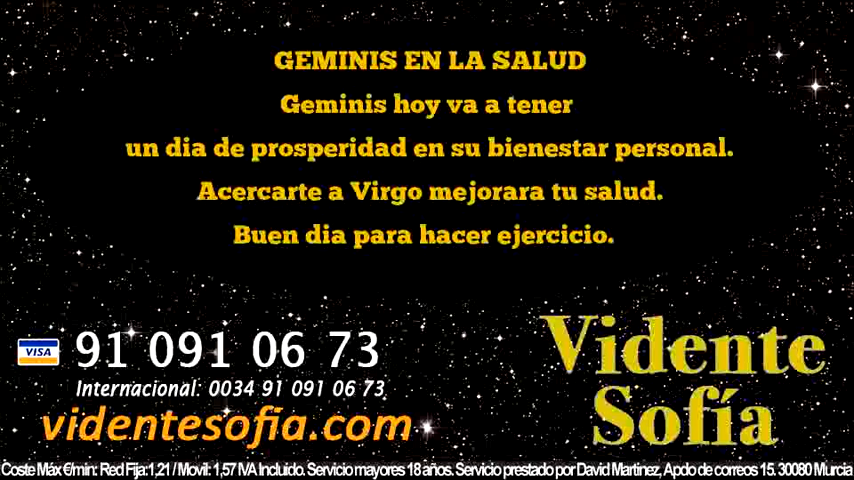 GEMINIS EN LA SALUD
Geminis hoy va a tener
un dia de prosperidad en su bienestar personal.
Acercarte a Virgo mejorara tu salud.
Buen dia para hacer ejercicio.
VISA 91 091 06 73
Internacional: 0034 91 091 06 73
videntesofia.com
Vidente
Sofía
Coste Máx €/min: Red Fija:1,21 / Movil: 1,57 IVA Incluido. Servicio mayores 18 años. Servicio prestado por David Martinez, Apdo de correos 15. 30080 Murcia